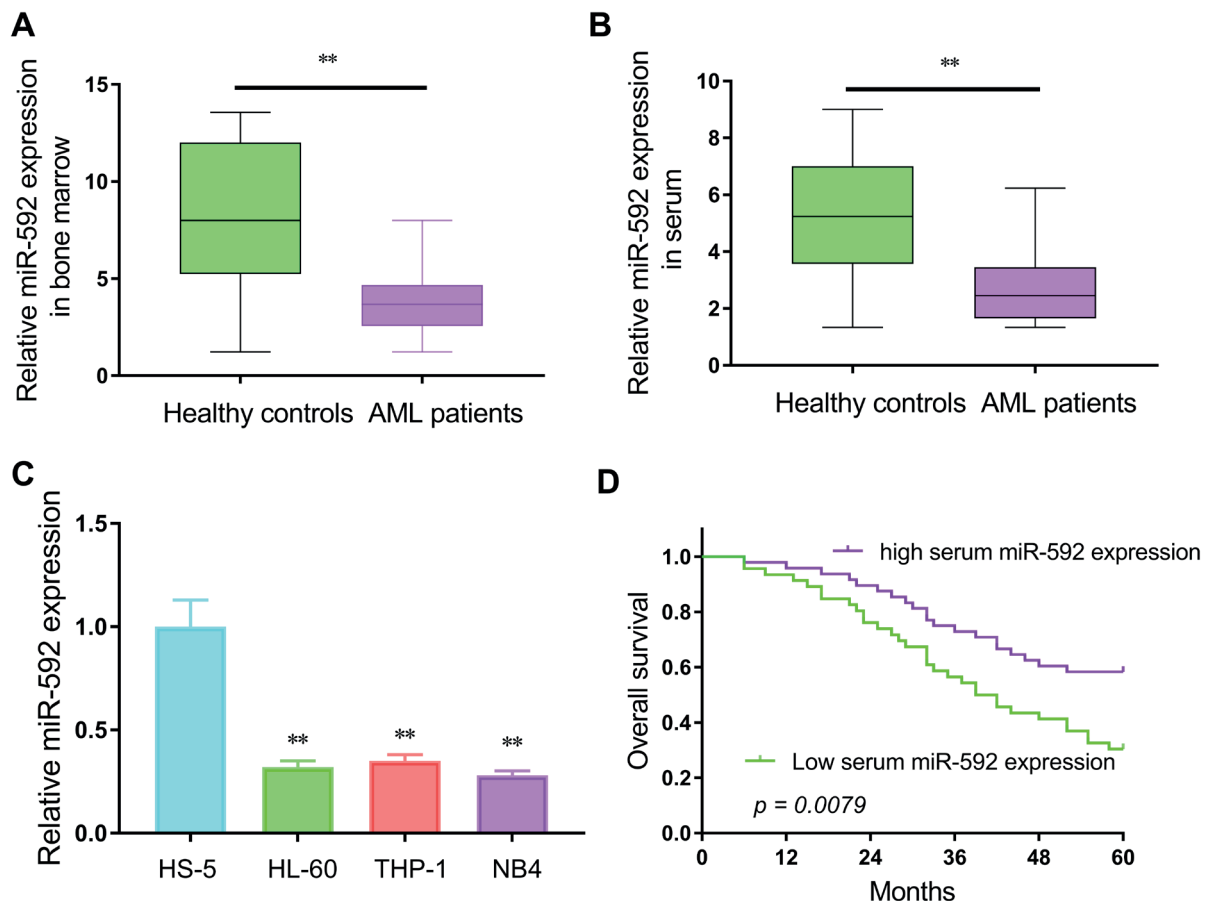 A
Relative miR-592 expression
in bone marrow
**
15
10
5
0
Healthy controls
AML patients
B
Relative miR-592 expression
in serum
**
10
8
6
4
2
0
Healthy controls
AML patients
C
Relative miR-592 expression
1.5
1.0
0.5
0.0
**
**
**
HS-5
HL-60
THP-1
NB4
D
Overall survival
1.0
0.8
0.6
0.4
0.2
0.0
high serum miR-592 expression
Low serum miR-592 expression
p = 0.0079
0
12
24
36
48
60
Months